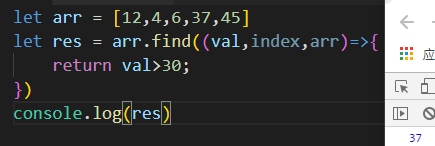 let arr = [12,4,6,37,45]
let res = arr.find((val,index,arr)=>{
    return val>30;
})
console.log(res)
应
37